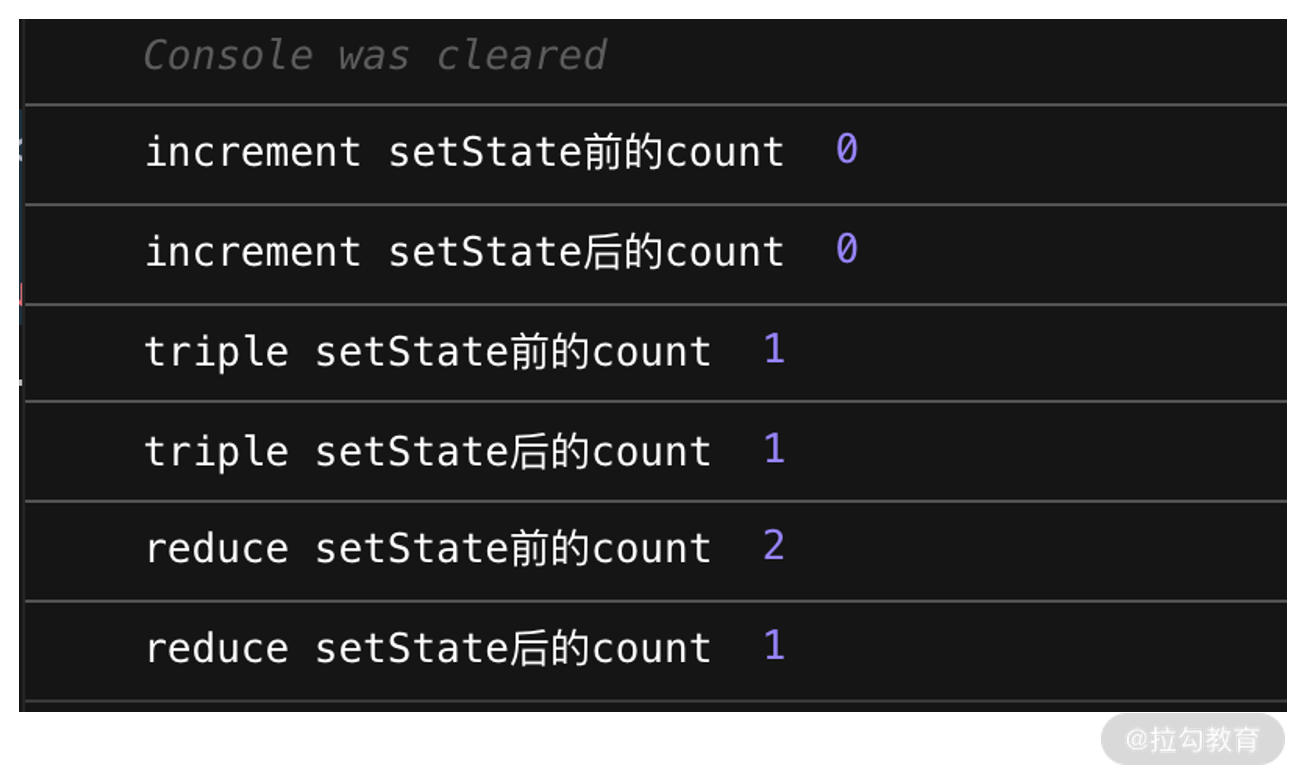 Console was cleared
increment setState前的count 0
increment setState后的count 0
triple setState前的count 1
triple setState后的count 1
reduce setState前的count 2
reduce setState后的count 1
@拉勾教育